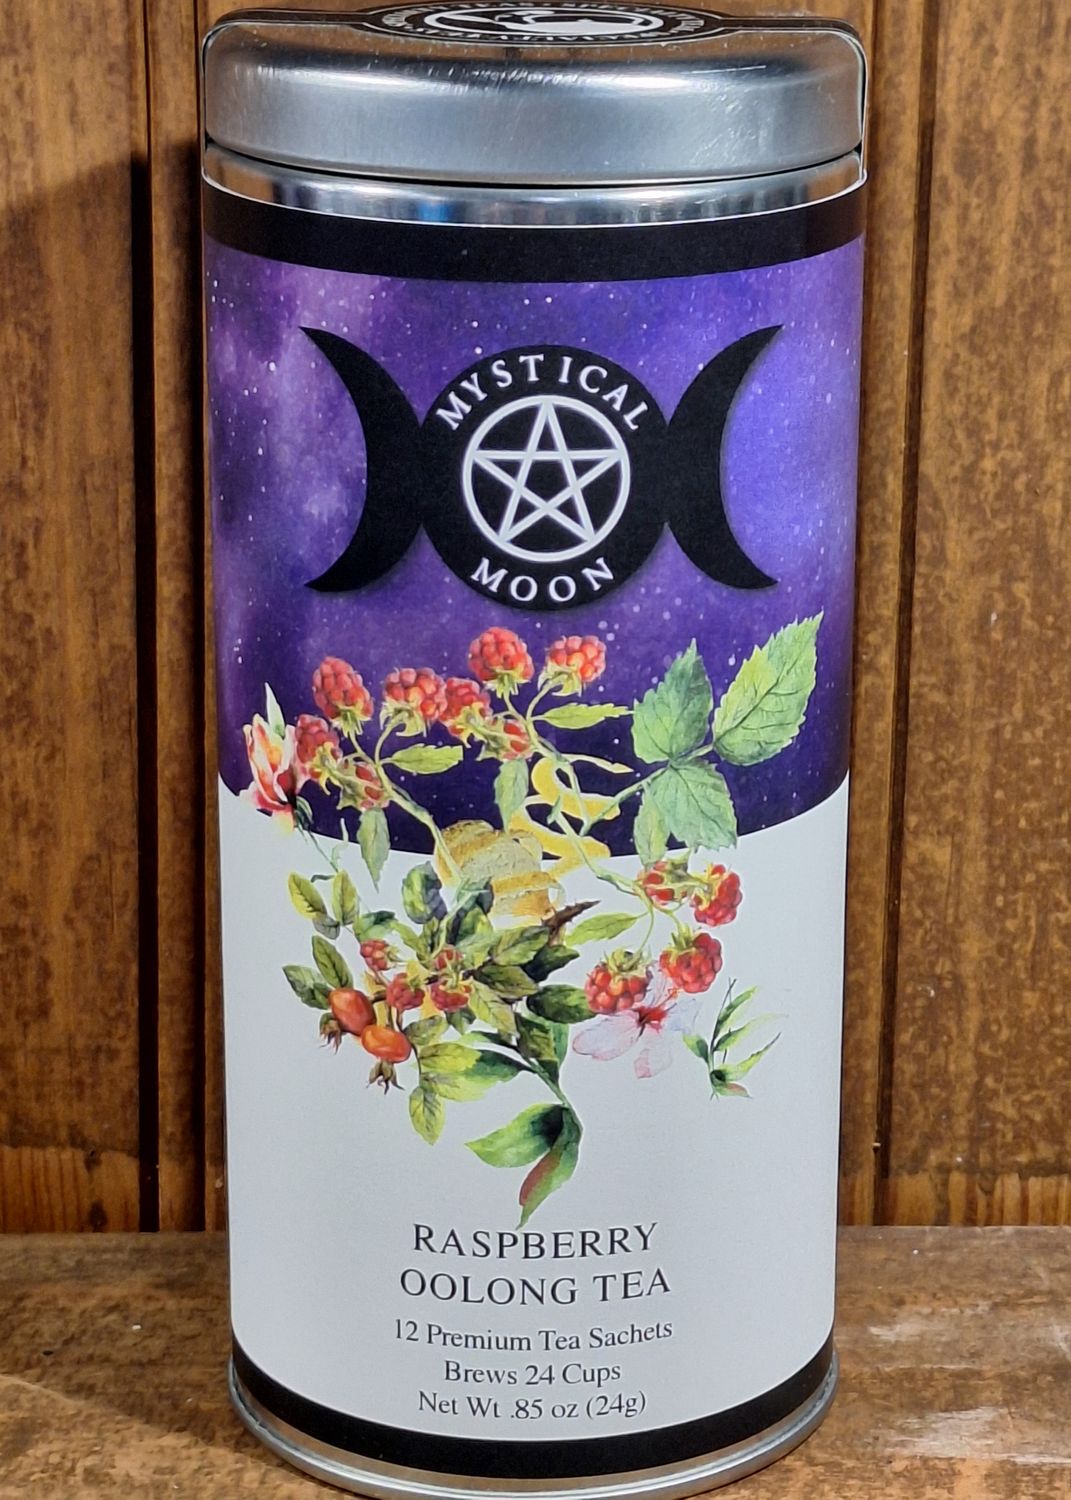 MYSTICAL
MOON
RASPBERRY
OOLONG TEA
12 Premium Tea Sachets
Brews 24 Cups
Net Wt .85 oz (24g)